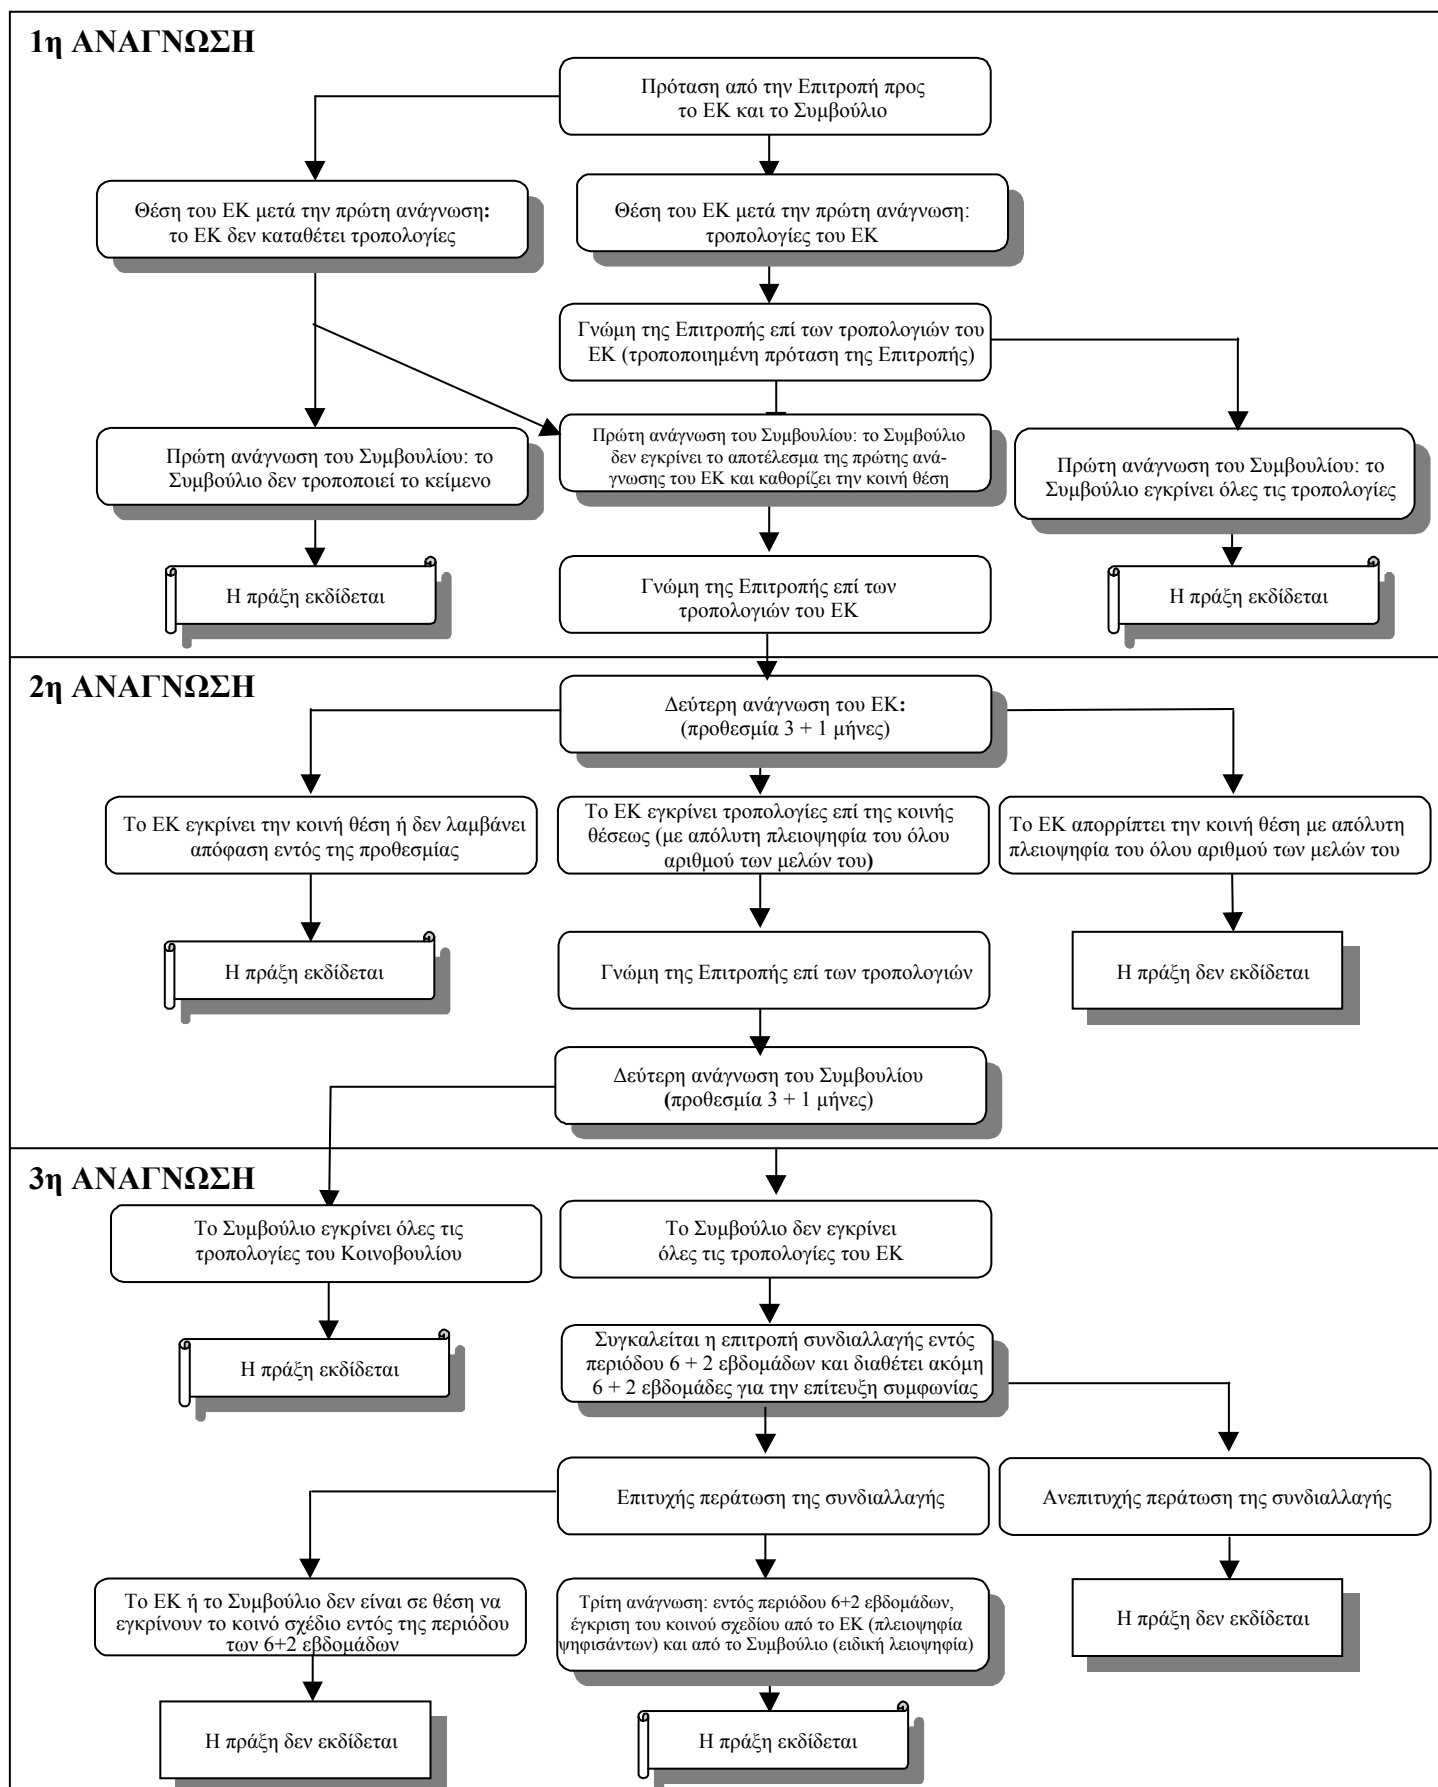 1η ΑΝΑΓΝΩΣΗ
Πρόταση από την Επιτροπή προς
το ΕΚ και το Συμβούλιο
Θέση του ΕΚ μετά την πρώτη ανάγνωση:
το ΕΚ δεν καταθέτει τροπολογίες
Θέση του ΕΚ μετά την πρώτη ανάγνωση:
τροπολογίες του ΕΚ
Γνώμη της Επιτροπής επί των τροπολογιών του
ΕΚ (τροποποιημένη πρόταση της Επιτροπής)
Πρώτη ανάγνωση του Συμβουλίου: το
Συμβούλιο δεν τροποποιεί το κείμενο
Πρώτη ανάγνωση του Συμβουλίου: το Συμβούλιο
δεν εγκρίνει το αποτέλεσμα της πρώτης ανά-
γνωσης του ΕΚ και καθορίζει την κοινή θέση
Πρώτη ανάγνωση του Συμβουλίου: το
Συμβούλιο εγκρίνει όλες τις τροπολογίες
Η πράξη εκδίδεται
Γνώμη της Επιτροπής επί των
τροπολογιών του ΕΚ
Η πράξη εκδίδεται
2η ΑΝΑΓΝΩΣΗ
Δεύτερη ανάγνωση του ΕΚ:
(προθεσμία 3 + 1 μήνες)
Το ΕΚ εγκρίνει την κοινή θέση ή δεν λαμβάνει
απόφαση εντός της προθεσμίας
Το ΕΚ εγκρίνει τροπολογίες επί της κοινής
θέσεως (με απόλυτη πλειοψηφία του όλου
αριθμού των μελών του)
Το ΕΚ απορρίπτει την κοινή θέση με απόλυτη
πλειοψηφία του όλου αριθμού των μελών του
Η πράξη εκδίδεται
Γνώμη της Επιτροπής επί των τροπολογιών
Η πράξη δεν εκδίδεται
Δεύτερη ανάγνωση του Συμβουλίου
(προθεσμία 3 + 1 μήνες)
3η ΑΝΑΓΝΩΣΗ
Το Συμβούλιο εγκρίνει όλες τις
τροπολογίες του Κοινοβουλίου
Το Συμβούλιο δεν εγκρίνει
όλες τις τροπολογίες του ΕΚ
Η πράξη εκδίδεται
Συγκαλείται η επιτροπή συνδιαλλαγής εντός
περιόδου 6 + 2 εβδομάδων και διαθέτει ακόμη
6 + 2 εβδομάδες για την επίτευξη συμφωνίας
Επιτυχής περάτωση της συνδιαλλαγής
Ανεπιτυχής περάτωση της συνδιαλλαγής
Το ΕΚ ή το Συμβούλιο δεν είναι σε θέση να
εγκρίνουν το κοινό σχέδιο εντός της περιόδου
των 6+2 εβδομάδων
Τρίτη ανάγνωση: εντός περιόδου 6+2 εβδομάδων,
έγκριση του κοινού σχεδίου από το ΕΚ (πλειοψηφία
ψηφισάντων) και από το Συμβούλιο (ειδική λειοψηφία)
Η πράξη δεν εκδίδεται
Η πράξη δεν εκδίδεται
Η πράξη εκδίδεται